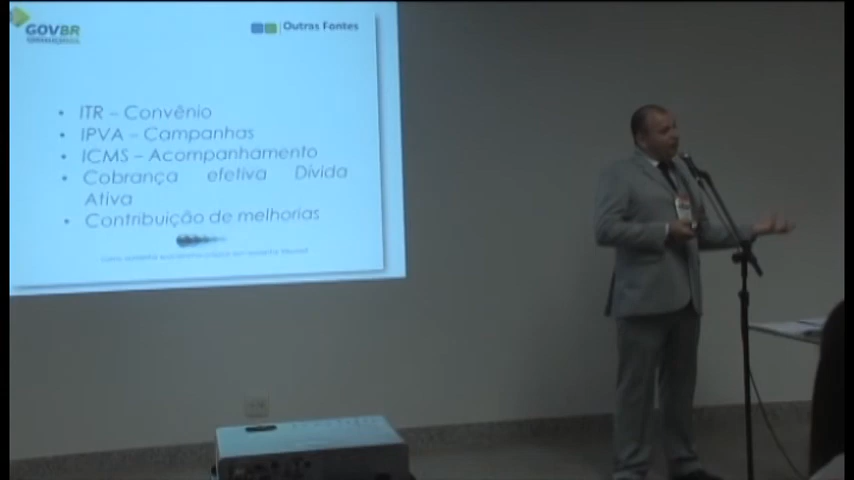 GOVBR
Outras Fontes
• ITR – Convênio
• IPVA – Campanhas
• ICMS – Acompanhamento
• Cobrança efetiva Dívida
Ativa
• Contribuição de melhorias